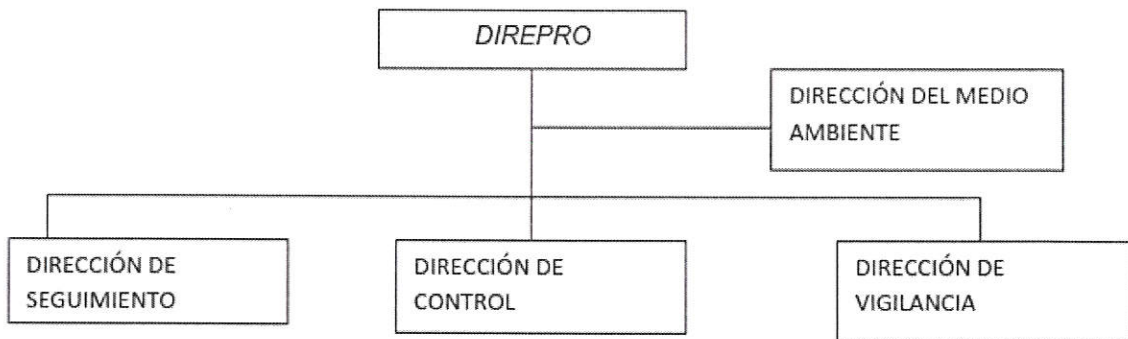 DIREPRO
DIRECCIÓN DEL MEDIO
AMBIENTE
DIRECCIÓN DE
SEGUIMIENTO
DIRECCIÓN DE
CONTROL
DIRECCIÓN DE
VIGILANCIA